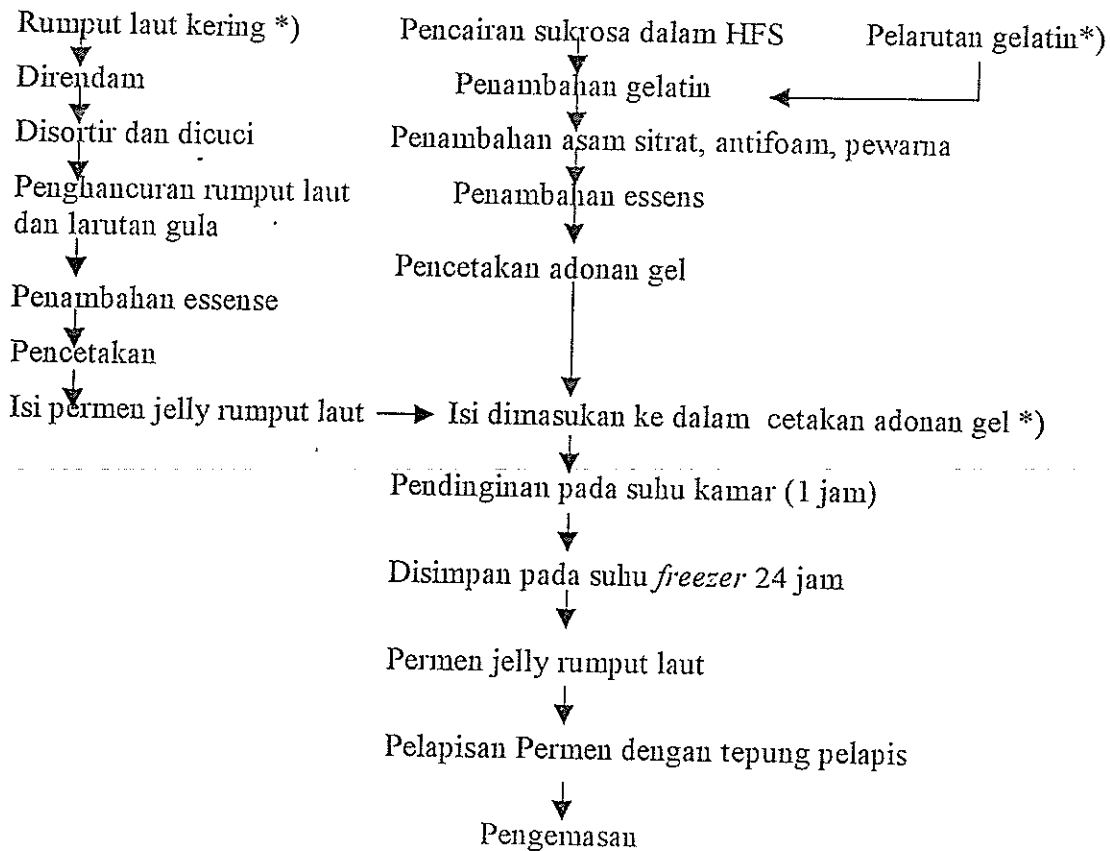 Rumput laut kering *)
Direndam
Disortir dan dicuci
Penghancuran rumput laut
dan larutan gula
Penambahan essense
Pencetakan
Isi permen jelly rumput laut
Pencairan sukrosa dalam HFS
Pelarutan gelatin*)
Penambahan gelatin
Penambahan asam sitrat, antifoam, pewarna
Penambahan essens
Pencetakan adonan gel
Isi dimasukan ke dalam cetakan adonan gel *)
Pendinginan pada suhu kamar (1 jam)
Disimpan pada suhu freezer 24 jam
Permen jelly rumput laut
Pelapisan Permen dengan tepung pelapis
Pengemasan